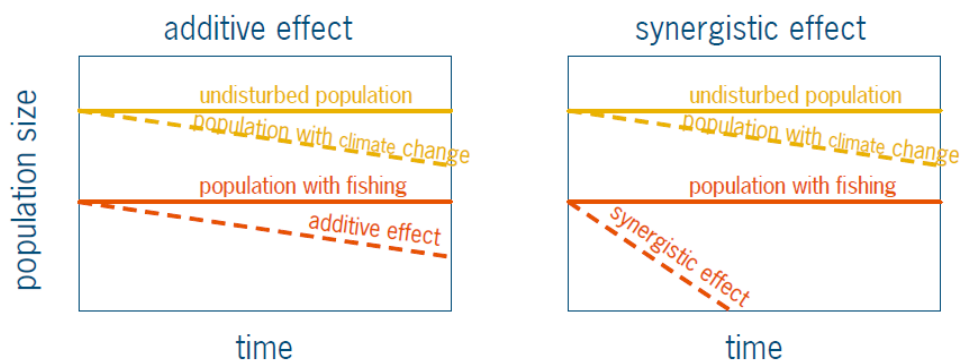 additive effect
synergistic effect
population size
undisturbed population
population with climate change
population with fishing
additive effect
time
undisturbed population
population with climate change
population with fishing
synergistic effect
time